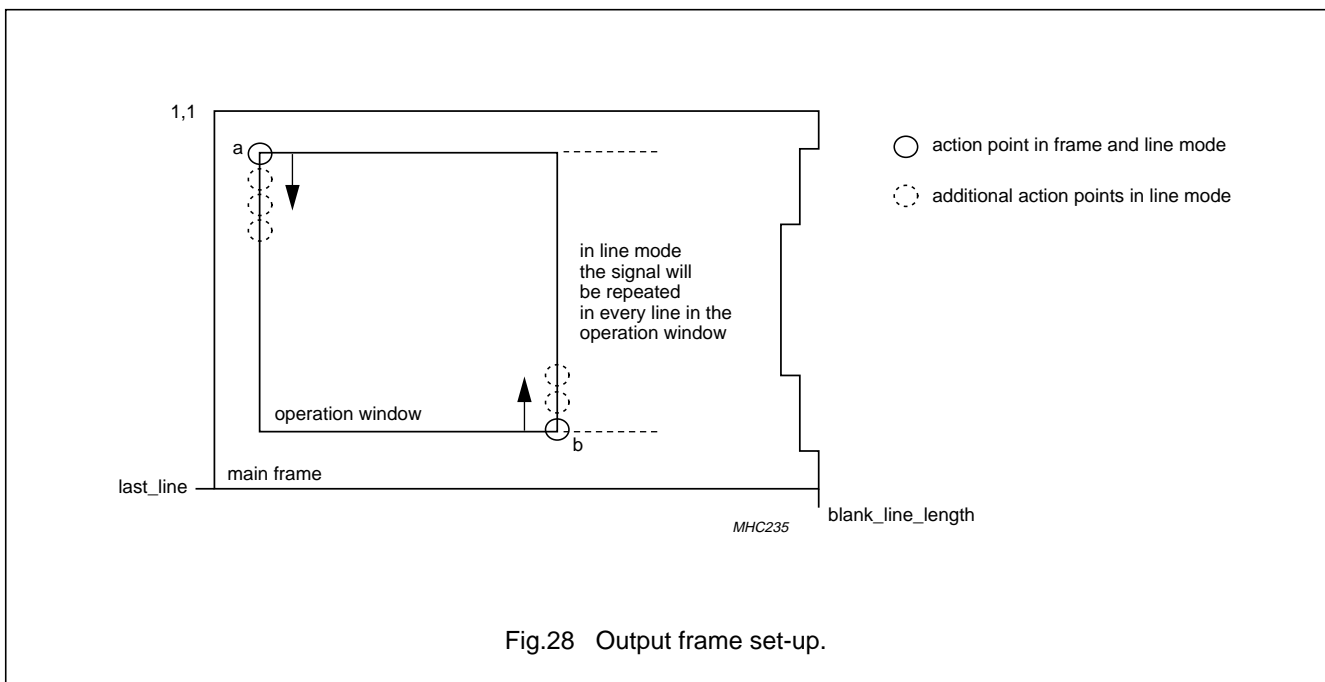 1,1
a
action point in frame and line mode
additional action points in line mode
in line mode
the signal will
be repeated
in every line in the
operation window
operation window
b
main frame
last_line
blank_line_length
MHC235
Fig.28 Output frame set-up.